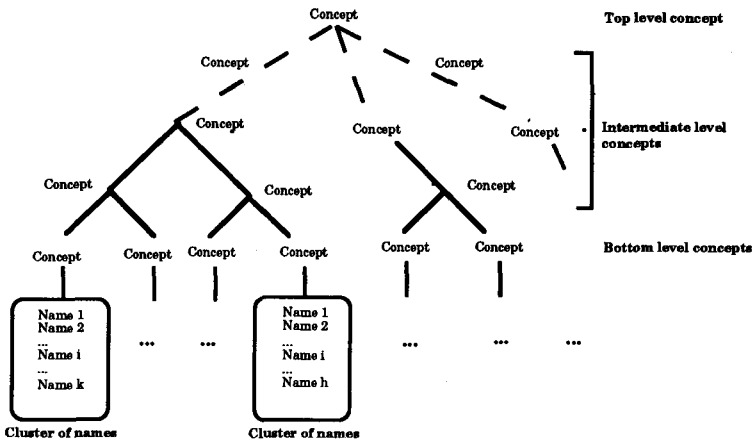 Concept
Top level concept
Concept
Concept
Concept
Concept
Concept
Intermediate level
concepts
Concept
Concept
Concept
Concept
Concept
Concept
Concept
Concept
Concept
Bottom level concepts
Name 1
Name 2
...
Name i
...
Name k
...
...
Name 1
Name 2
...
Name i
...
Name h
...
...
...
Cluster of names
Cluster of names